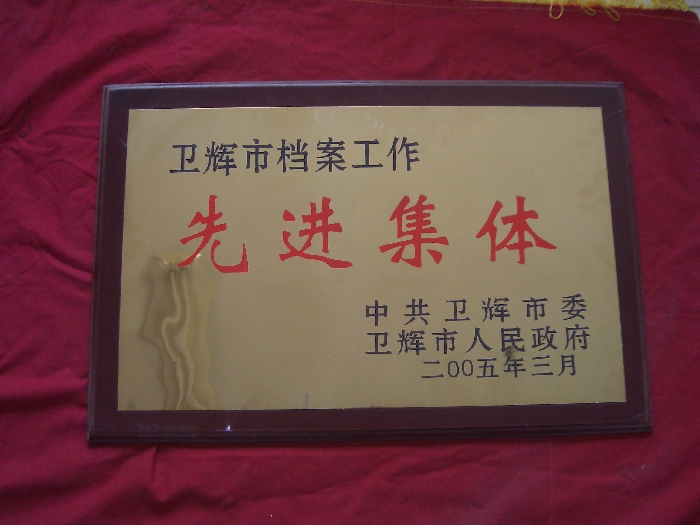 卫辉市档案工作
先进集体
中共卫辉市委
卫辉市人民政府
二00五年三月